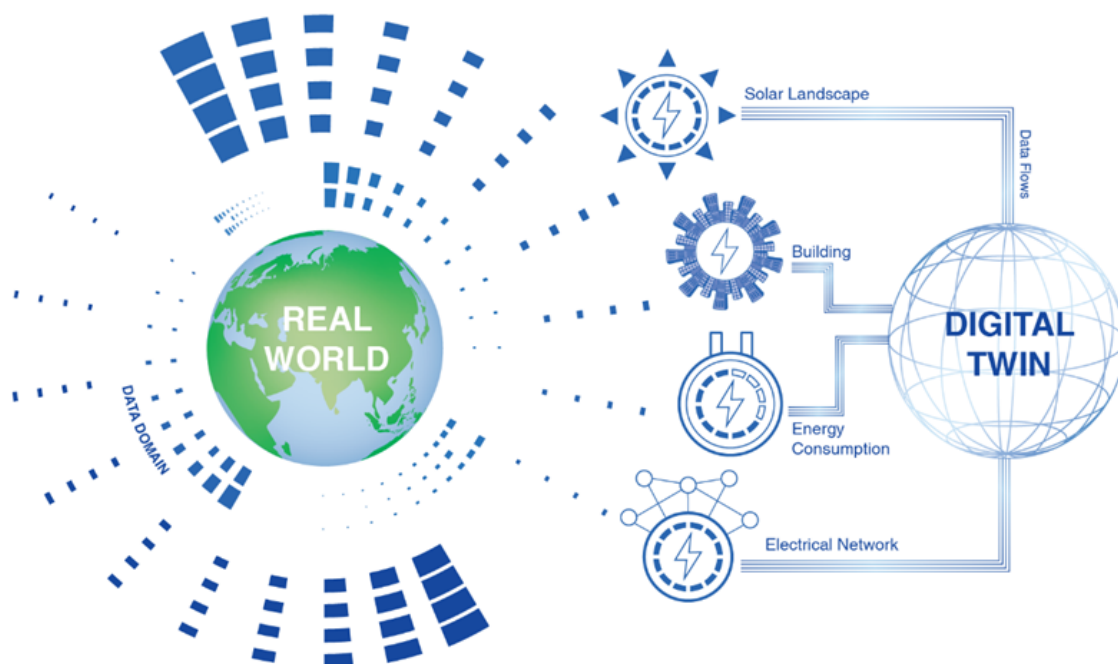 REAL
WORLD
DATA DOMAIN
Solar Landscape
Data Flows
Building
DIGITAL
TWIN
Energy
Consumption
Electrical Network